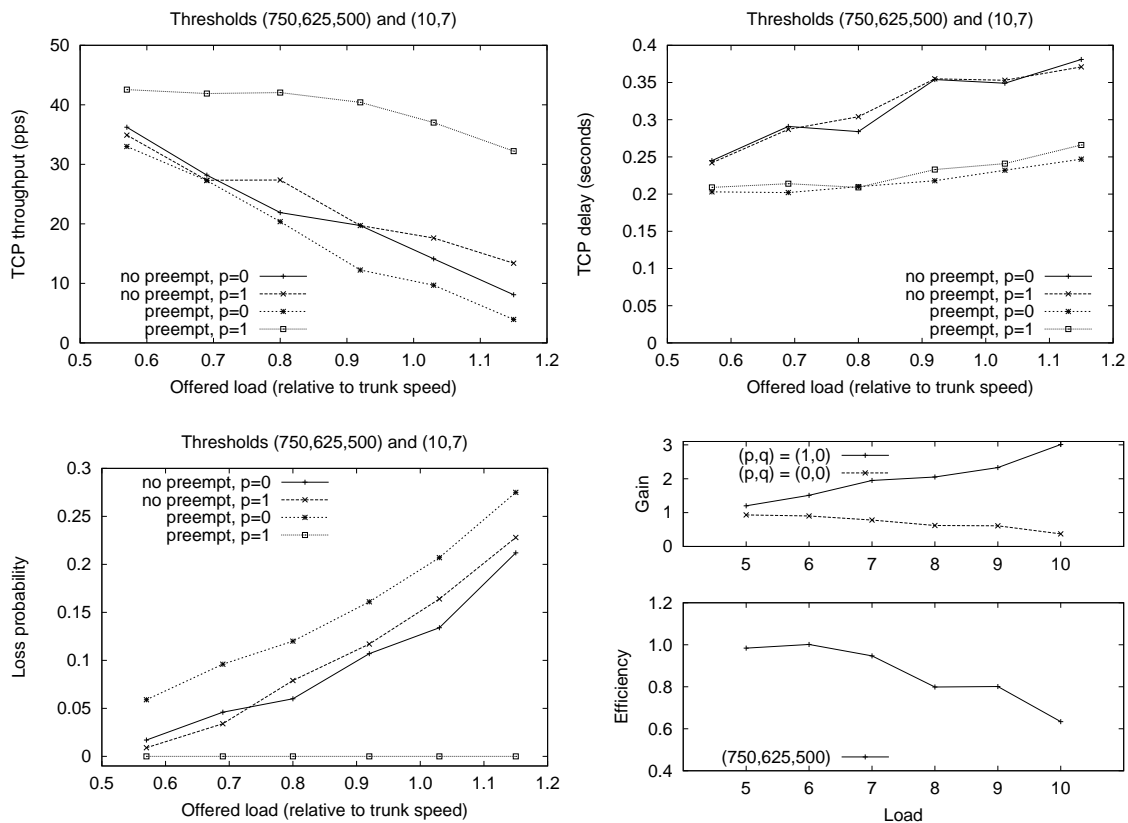 Thresholds (750,625,500) and (10,7)
50
40
30
20
10
0
TCP throughput (pps)
no preempt, p=0
no preempt, p=1
preempt, p=0
preempt, p=1
0.5 0.6 0.7 0.8 0.9 1.0 1.1 1.2
Offered load (relative to trunk speed)
Thresholds (750,625,500) and (10,7)
0.4
0.35
0.3
0.25
0.2
0.15
0.1
0.05
0
TCP delay (seconds)
no preempt, p=0
no preempt, p=1
preempt, p=0
preempt, p=1
0.5 0.6 0.7 0.8 0.9 1.0 1.1 1.2
Offered load (relative to trunk speed)
Thresholds (750,625,500) and (10,7)
0.3
0.25
0.2
0.15
0.1
0.05
0
Loss probability
no preempt, p=0
no preempt, p=1
preempt, p=0
preempt, p=1
0.5 0.6 0.7 0.8 0.9 1.0 1.1 1.2
Offered load (relative to trunk speed)
3
2
1
0
Gain
(p,q) = (1,0)
(p,q) = (0,0)
5 6 7 8 9 10
1.2
1.0
0.8
0.6
0.4
Efficiency
(750,625,500)
5 6 7 8 9 10
Load